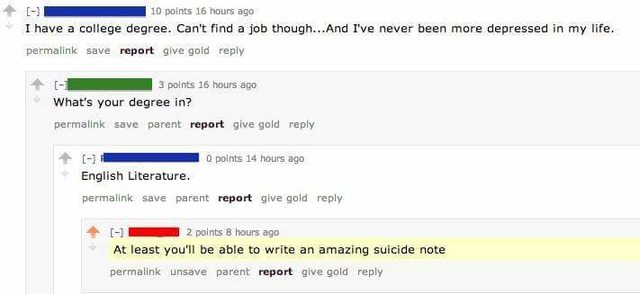 [-] 10 points 16 hours ago
I have a college degree. Can't find a job though...And I've never been more depressed in my life.
permalink save report give gold reply
[-] 3 points 16 hours ago
What's your degree in?
permalink save parent report give gold reply
[-] 0 points 14 hours ago
English Literature.
permalink save parent report give gold reply
[-] 2 points 8 hours ago
At least you'll be able to write an amazing suicide note
permalink unsave parent report give gold reply